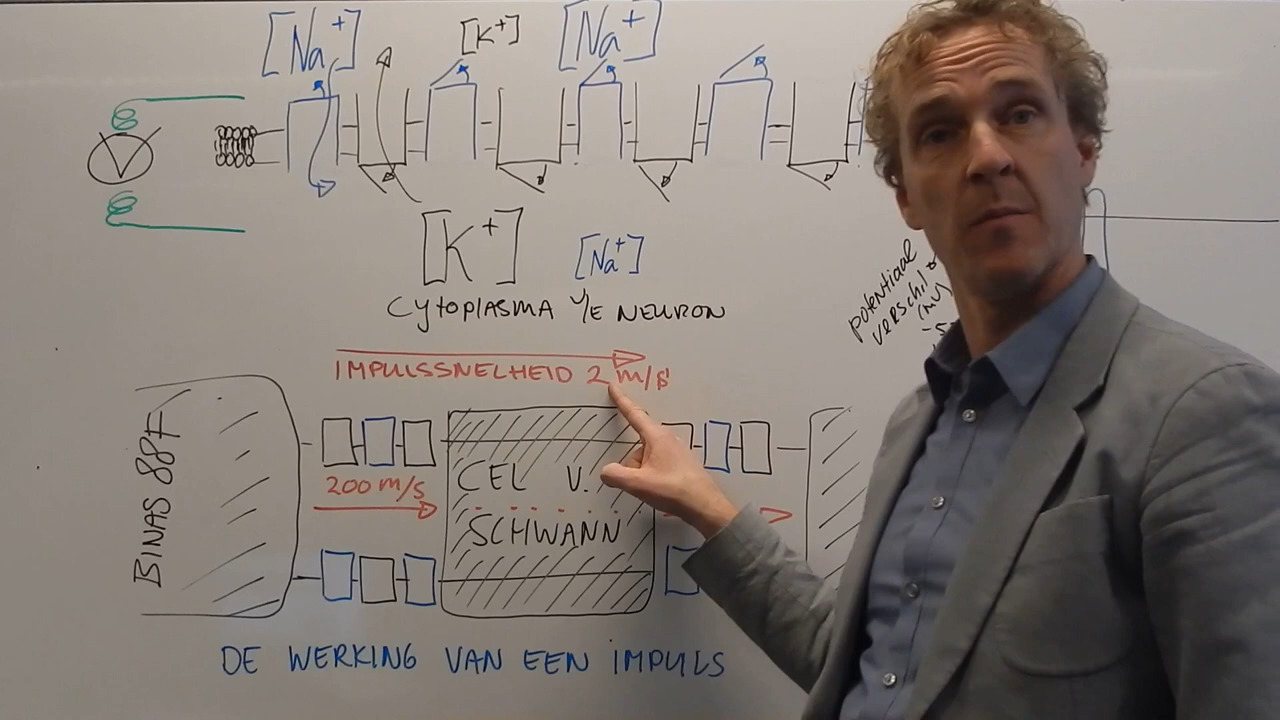 [Na⁺] [K⁺] [Na⁺]
V
[K⁺] [Na⁺]
CYTOPLASMA V/E NEURON
potentiaal
verschil
(mV)
IMPULSSNELHEID 2 m/s
BINAS 88F
200 m/s
CEL V.
SCHWANN
DE WERKING VAN EEN IMPULS